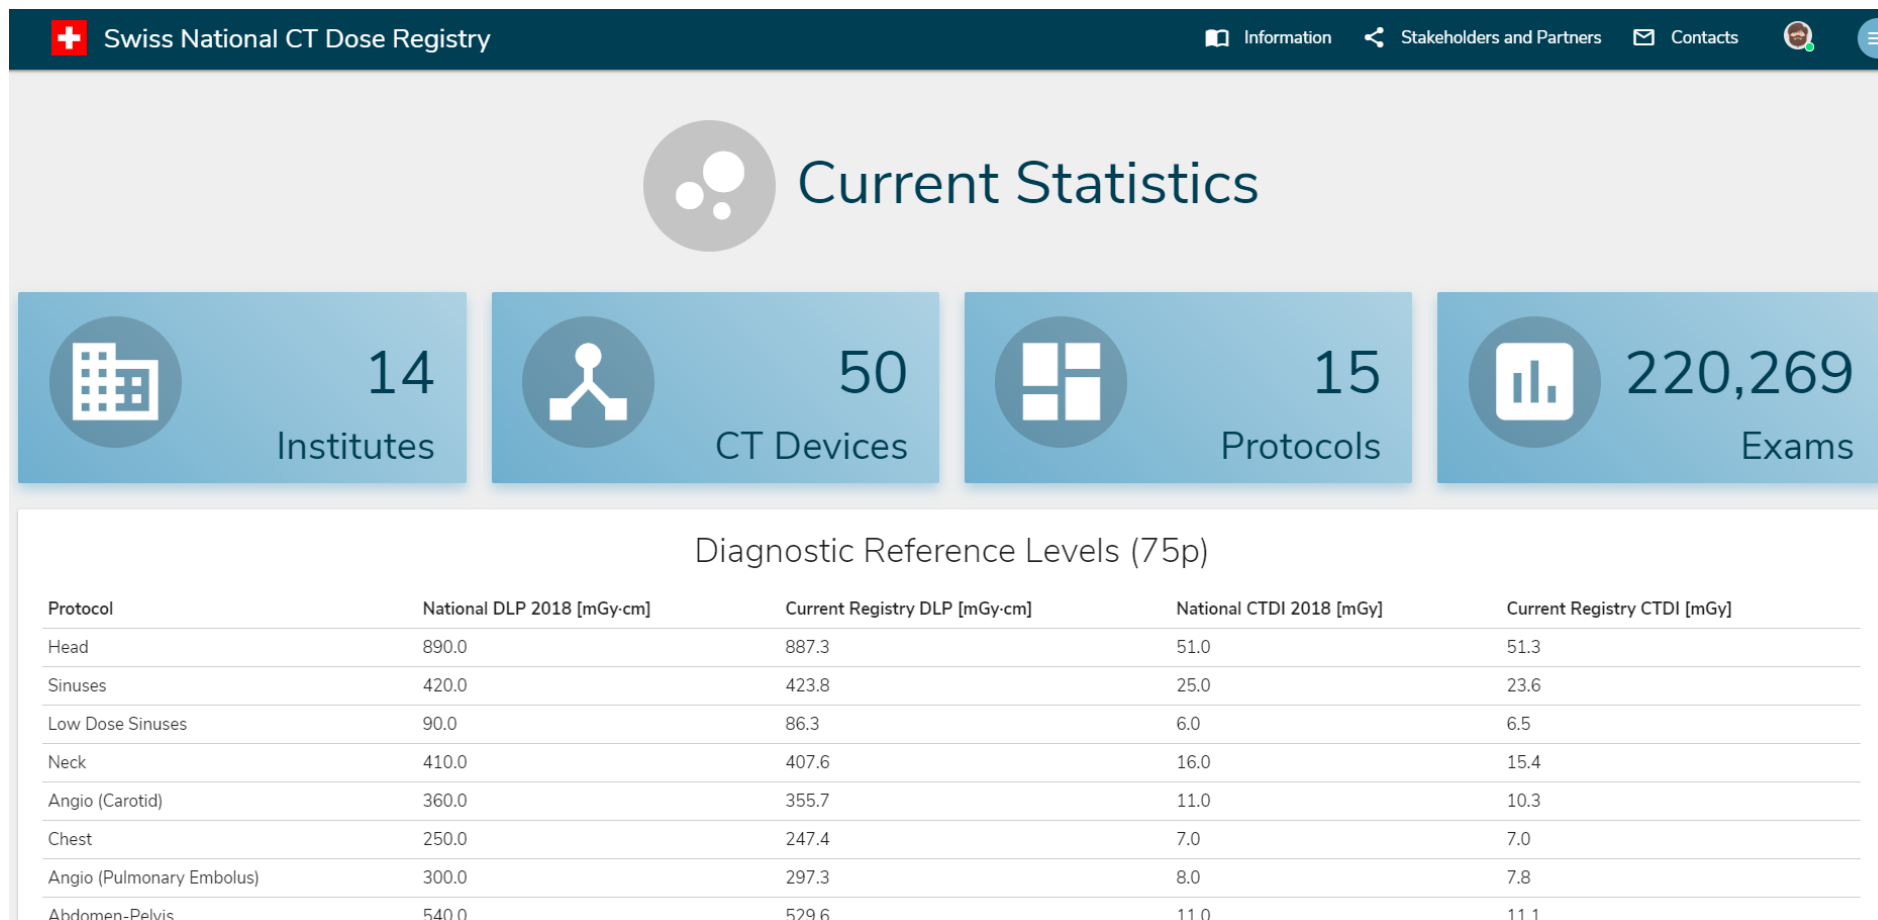 Swiss National CT Dose Registry Information Stakeholders and Partners Contacts
Current Statistics
14
Institutes
50
CT Devices
15
Protocols
220,269
Exams
Diagnostic Reference Levels (75p)
Protocol National DLP 2018 [mGy·cm] Current Registry DLP [mGy·cm] National CTDI 2018 [mGy] Current Registry CTDI [mGy]
Head 890.0 887.3 51.0 51.3
Sinuses 420.0 423.8 25.0 23.6
Low Dose Sinuses 90.0 86.3 6.0 6.5
Neck 410.0 407.6 16.0 15.4
Angio (Carotid) 360.0 355.7 11.0 10.3
Chest 250.0 247.4 7.0 7.0
Angio (Pulmonary Embolus) 300.0 297.3 8.0 7.8
Abdomen-Pelvis 540.0 529.6 11.0 11.1